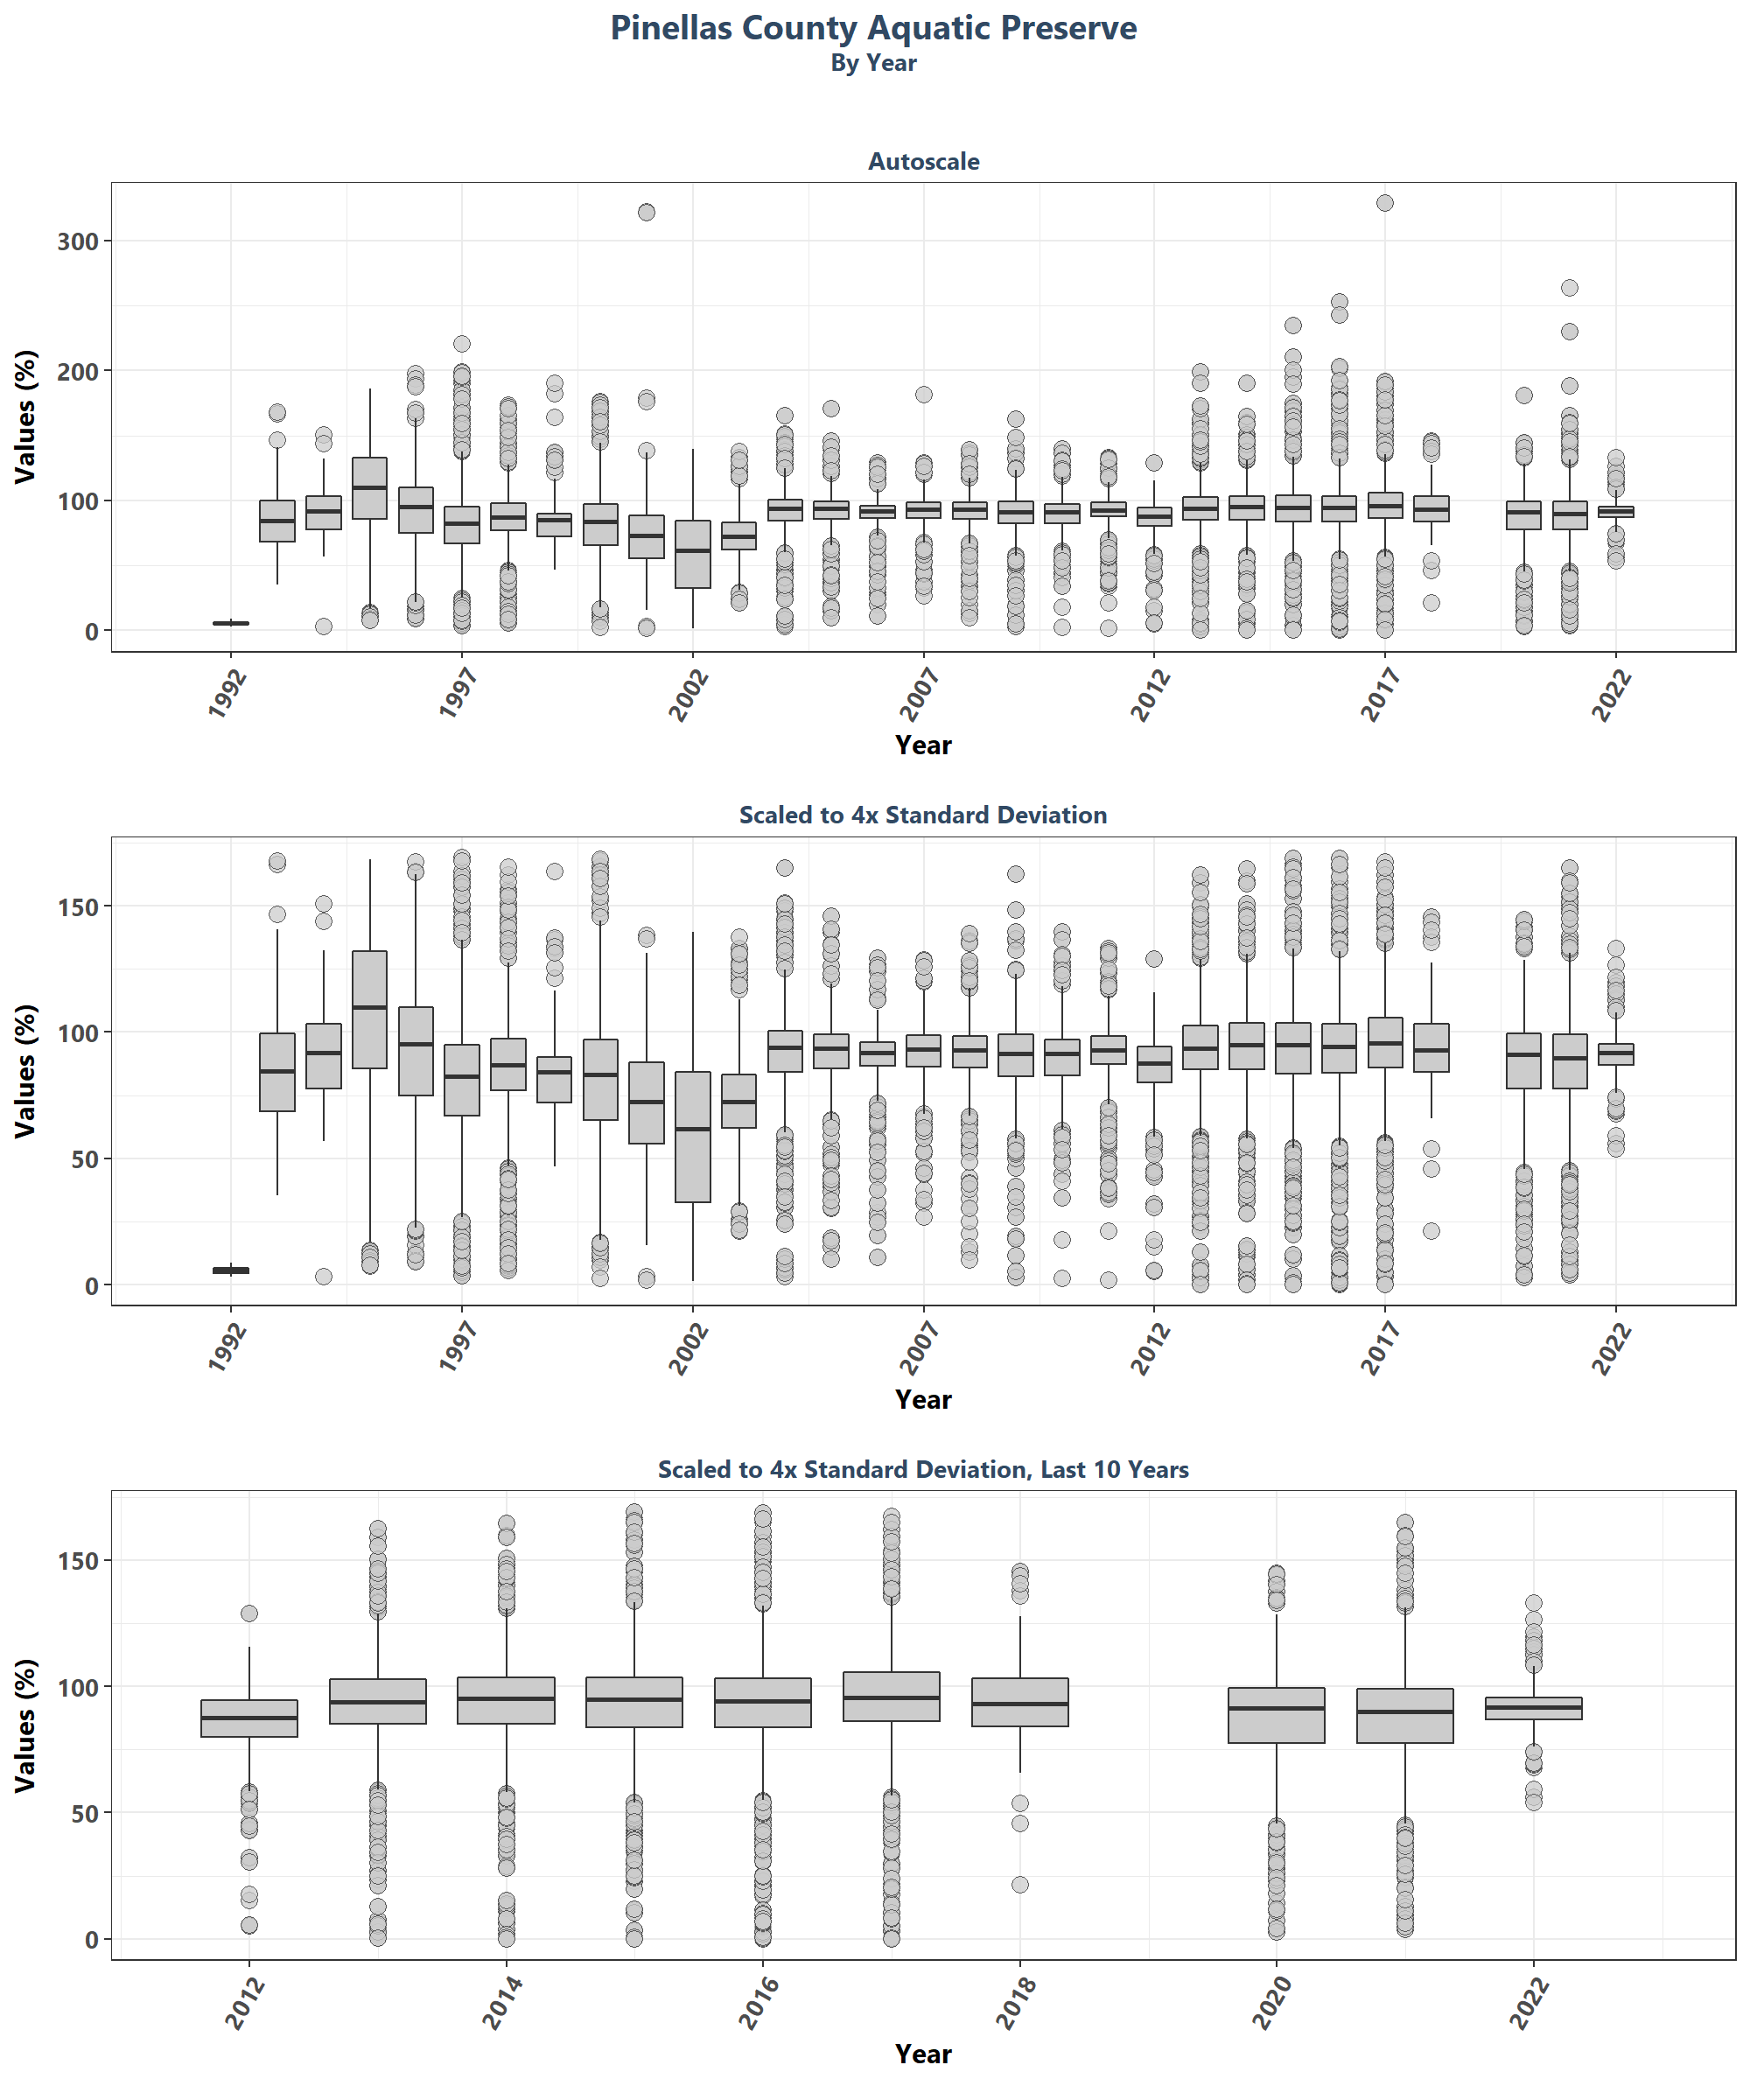 Pinellas County Aquatic Preserve
By Year
Autoscale
Values (%)
300
200
100
0
1992
1997
2002
2007
2012
2017
2022
Year
Scaled to 4x Standard Deviation
Values (%)
150
100
50
0
1992
1997
2002
2007
2012
2017
2022
Year
Scaled to 4x Standard Deviation, Last 10 Years
Values (%)
150
100
50
0
2012
2014
2016
2018
2020
2022
Year